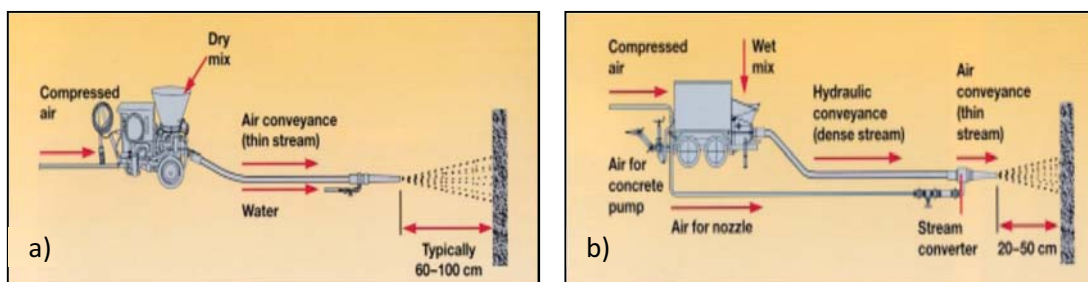 Dry
mix
Compressed
air
Air conveyance
(thin stream)
Water
Typically
60–100 cm
a)
Compressed
air
Wet
mix
Hydraulic
conveyance
(dense stream)
Air
conveyance
(thin
stream)
Air for
concrete
pump
Air for nozzle
Stream
converter
20–50 cm
b)